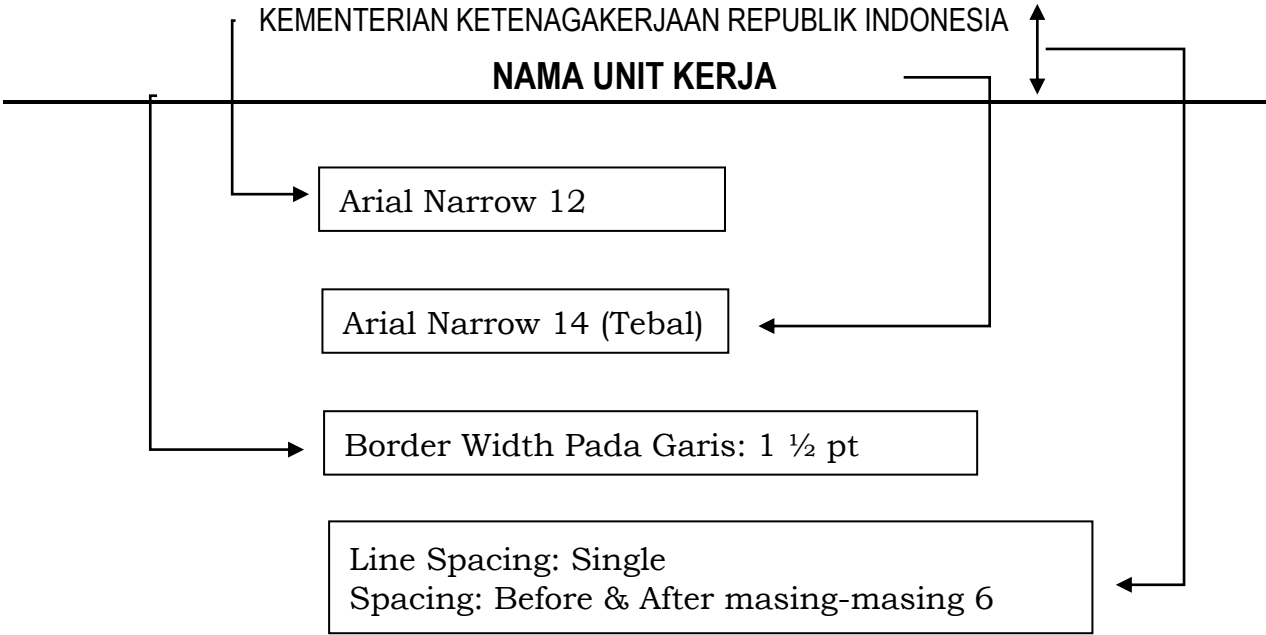 KEMENTERIAN KETENAGAKERJAAN REPUBLIK INDONESIA
NAMA UNIT KERJA
Arial Narrow 12
Arial Narrow 14 (Tebal)
Border Width Pada Garis: 1 ½ pt
Line Spacing: Single
Spacing: Before & After masing-masing 6